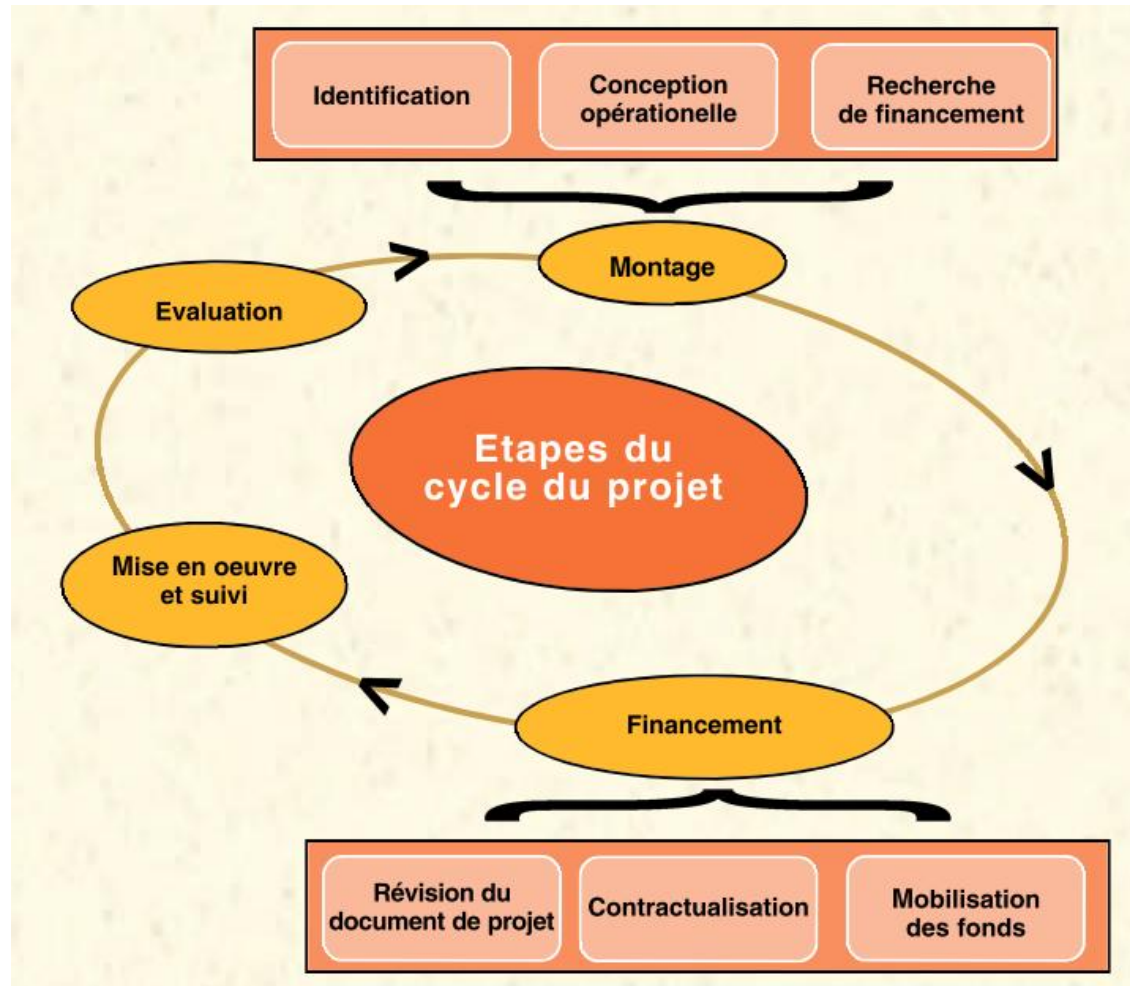 Identification
Conception
opérationelle
Recherche
de financement
Montage
Evaluation
Etapes du
cycle du projet
Mise en oeuvre
et suivi
Financement
Révision du
document de projet
Contractualisation
Mobilisation
des fonds